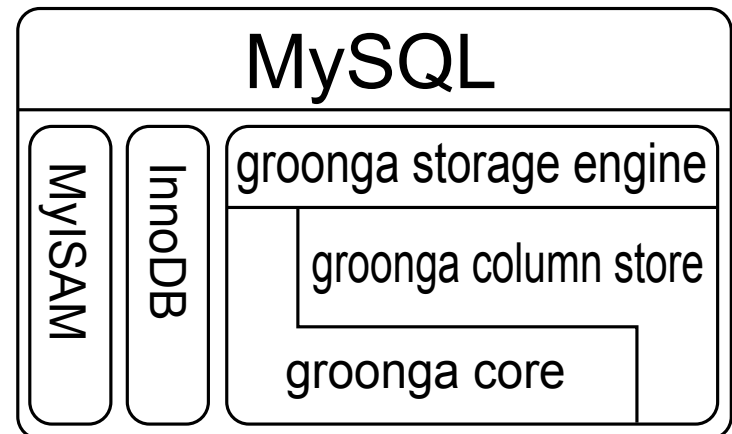 MySQL
MyISAM
InnoDB
groonga storage engine
groonga column store
groonga core